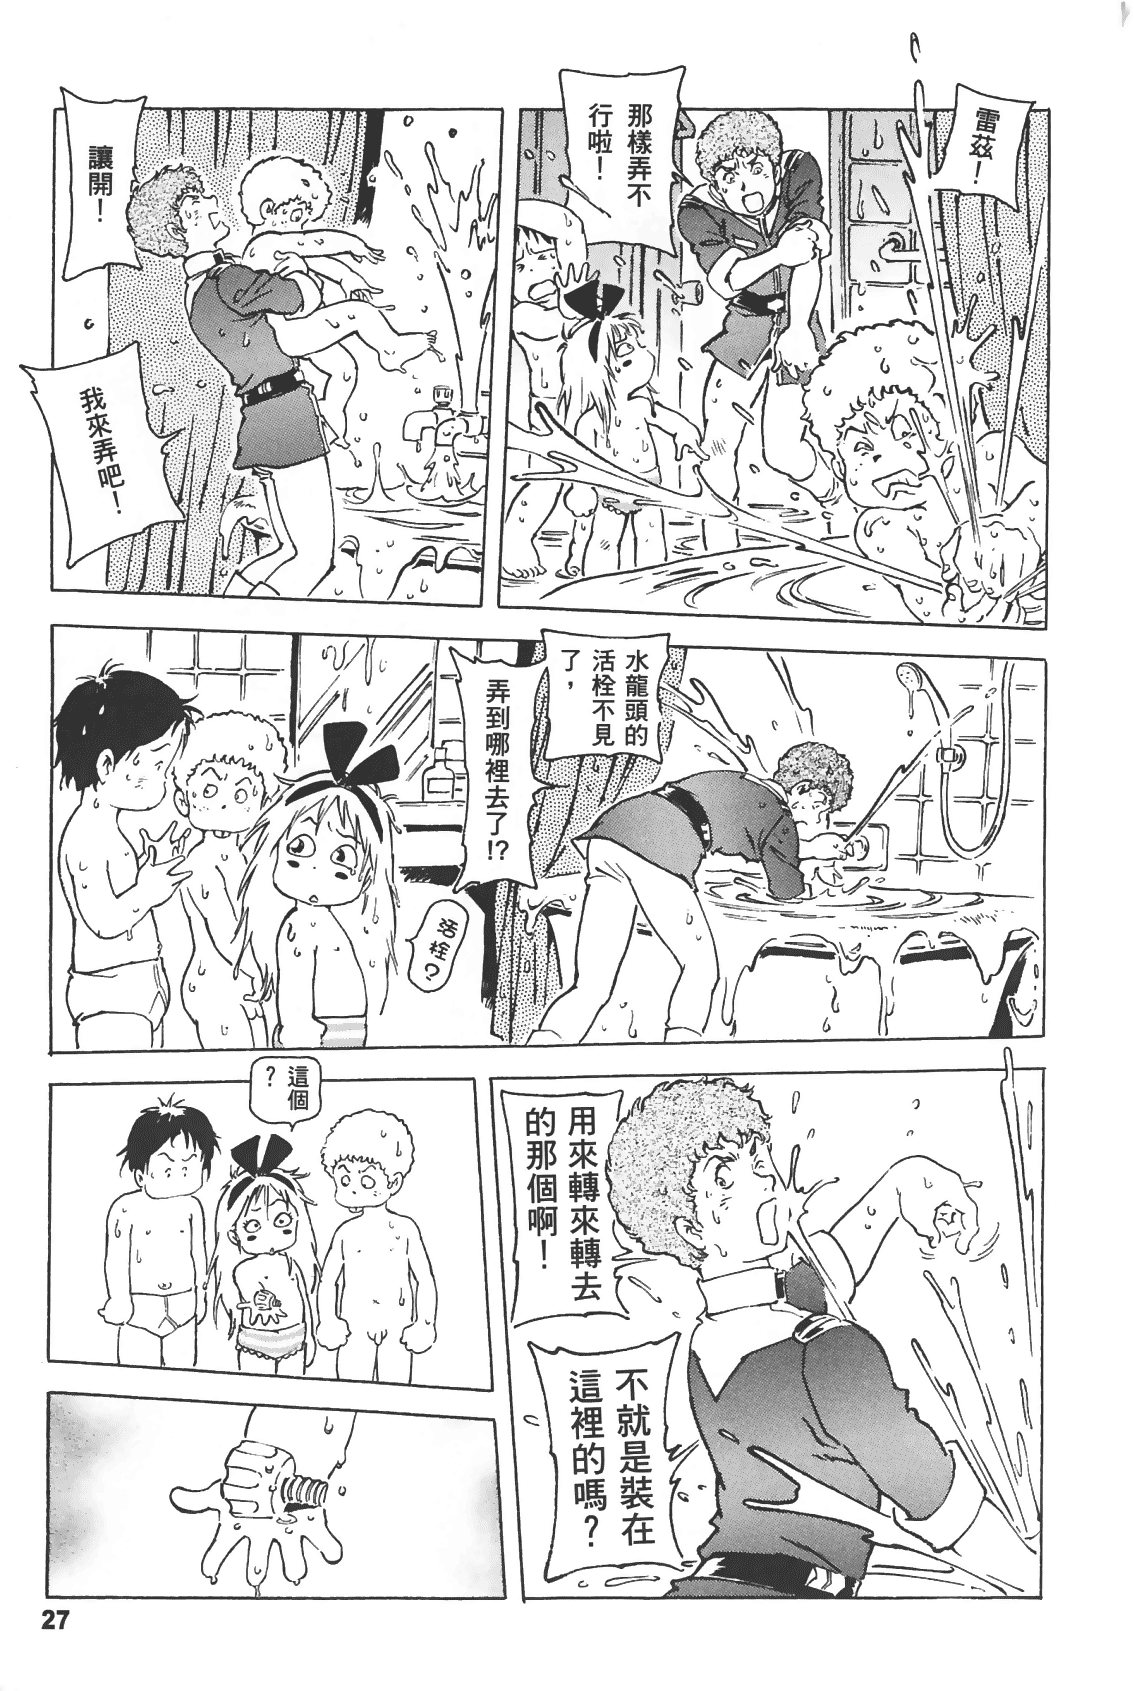 雷茲！
那樣弄不
行啦！
讓開！
我來弄吧！
水龍頭的
活栓不見
了，
弄到哪裡去了！？
活栓？
用來轉來轉去
的那個啊！
不就是裝在
這裡的嗎？
這個
？
27